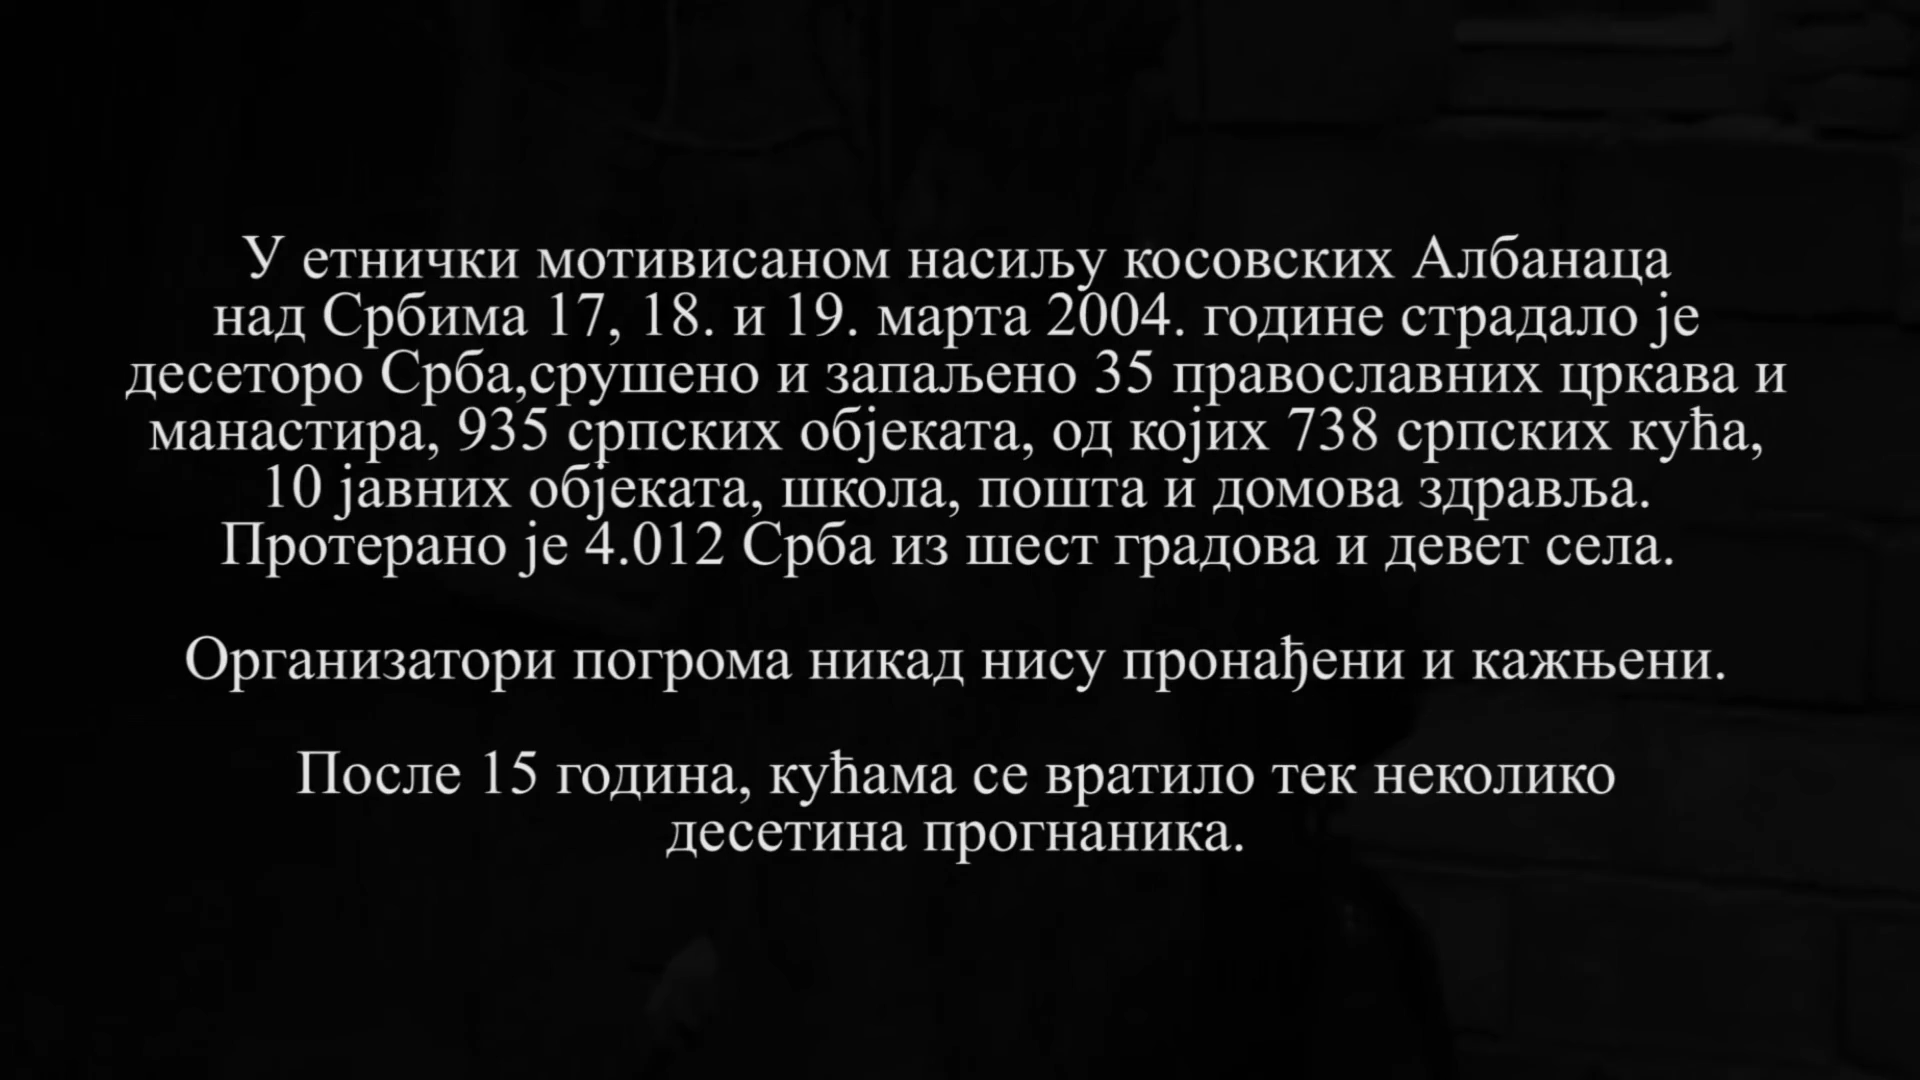 У етнички мотивисаном насиљу косовских Албанаца
над Србима 17, 18. и 19. марта 2004. године страдало је
десеторо Срба,срушено и запаљено 35 православних цркава и
манастира, 935 српских објеката, од којих 738 српских кућа,
10 јавних објеката, школа, пошта и домова здравља.
Протерано је 4.012 Срба из шест градова и девет села.
Организатори погрома никад нису пронађени и кажњени.
После 15 година, кућама се вратило тек неколико
десетина прогнаника.